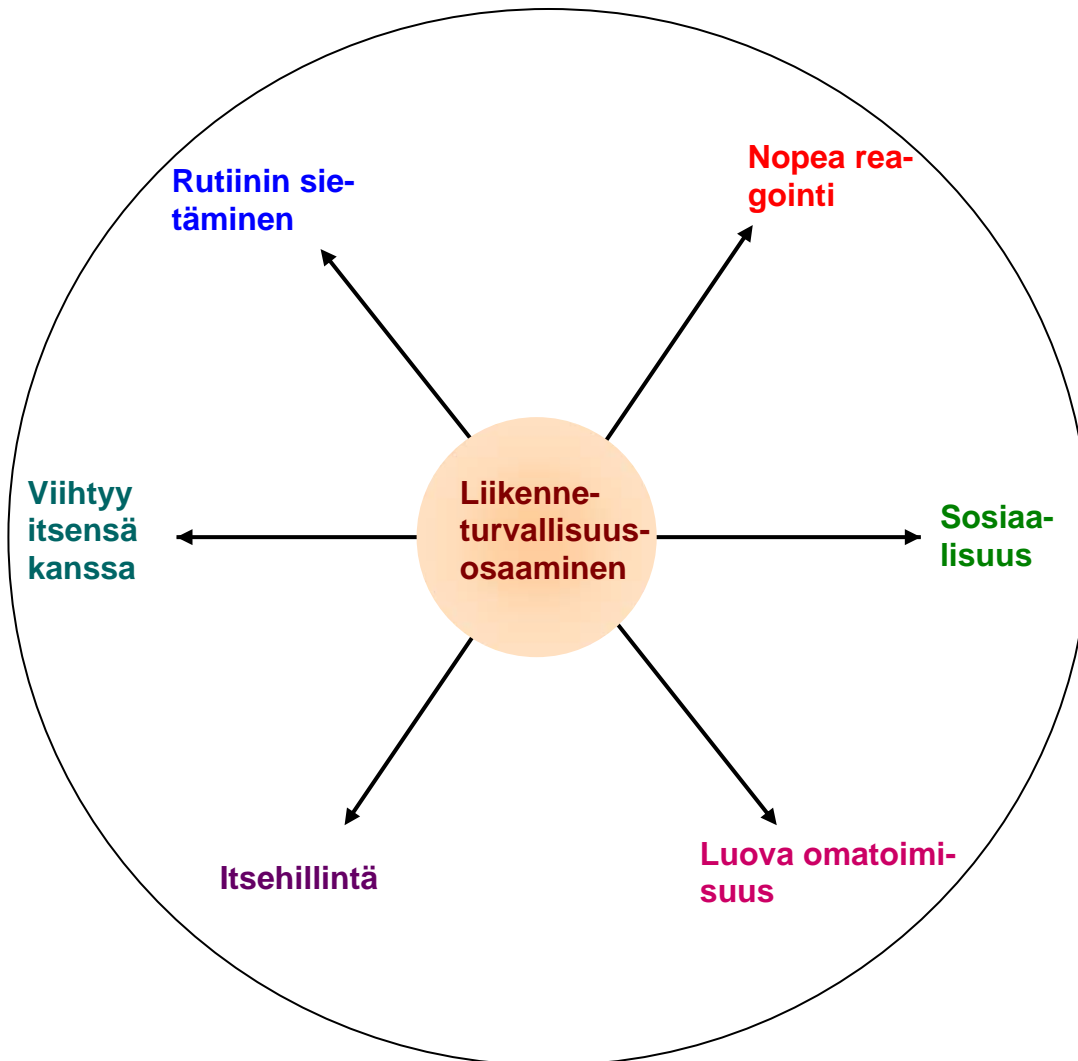 Nopea rea-
gointi
Rutiinin sie-
täminen
Viihtyy
itsensä
kanssa
Liikenne-
turvallisuus-
osaaminen
Sosiaa-
lisuus
Itsehillintä
Luova omatoimi-
suus